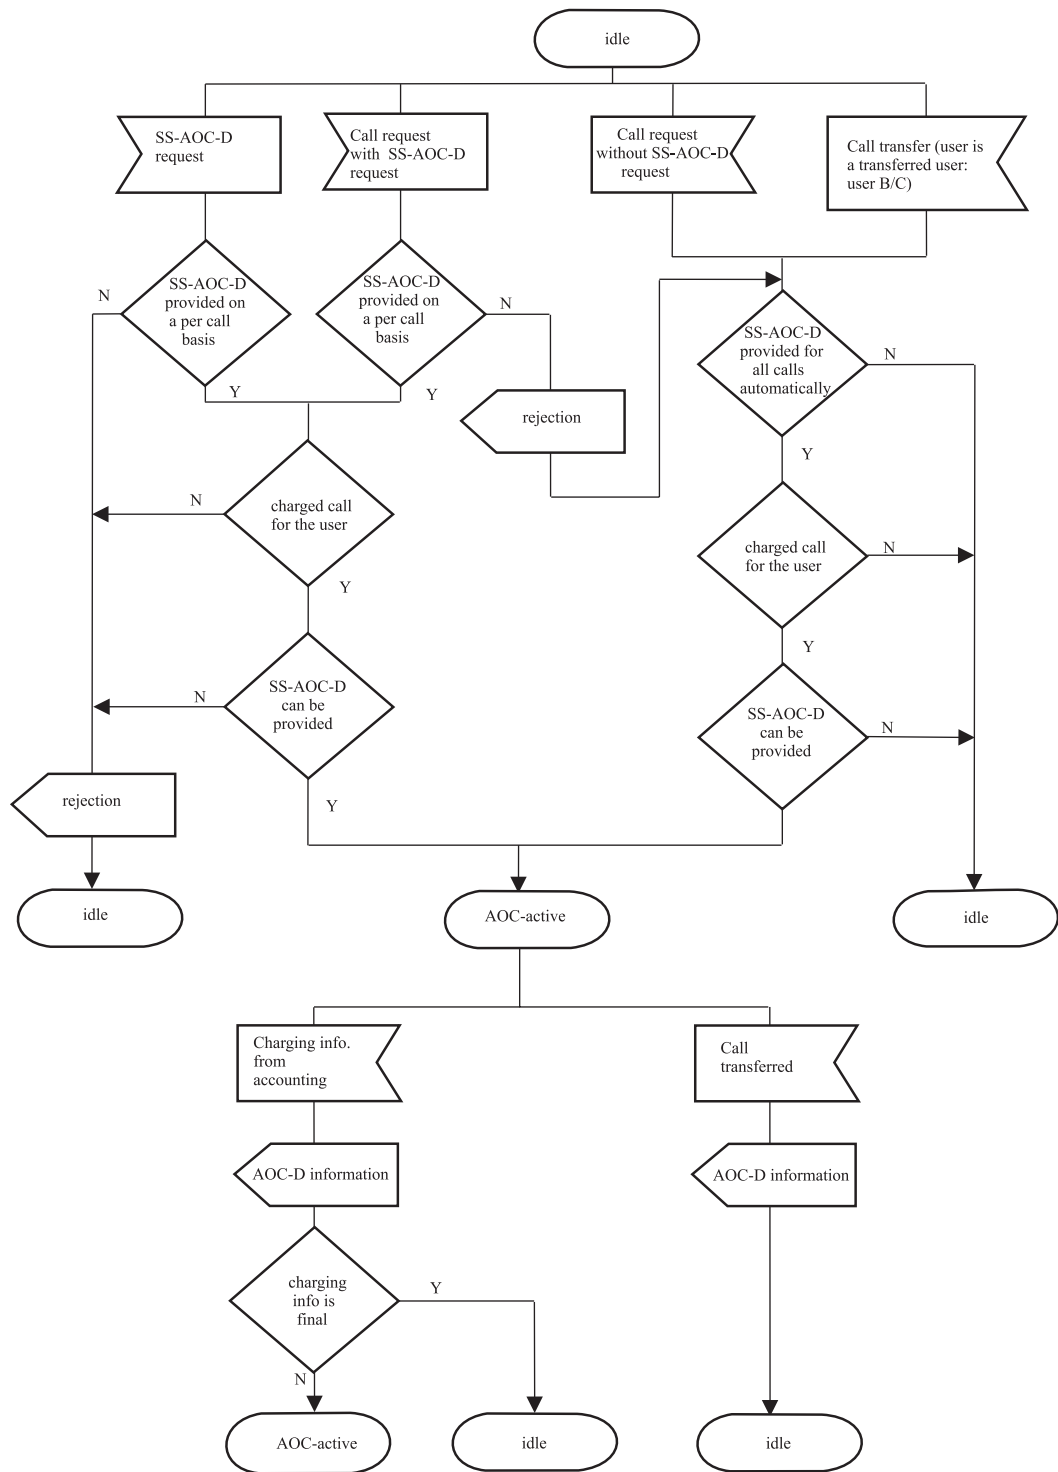 idle
SS-AOC-D
request
Call request
with SS-AOC-D
request
Call request
without SS-AOC-D
request
Call transfer (user is
a transferred user:
user B/C)
SS-AOC-D
provided on
a per call
basis
N
Y
SS-AOC-D
provided on
a per call
basis
N
Y
rejection
SS-AOC-D
provided for
all calls
automatically
N
Y
charged call
for the user
N
Y
charged call
for the user
N
Y
SS-AOC-D
can be
provided
N
Y
SS-AOC-D
can be
provided
N
rejection
idle
AOC-active
idle
Charging info.
from
accounting
Call
transferred
AOC-D information
AOC-D information
charging
info is
final
Y
N
AOC-active
idle
idle